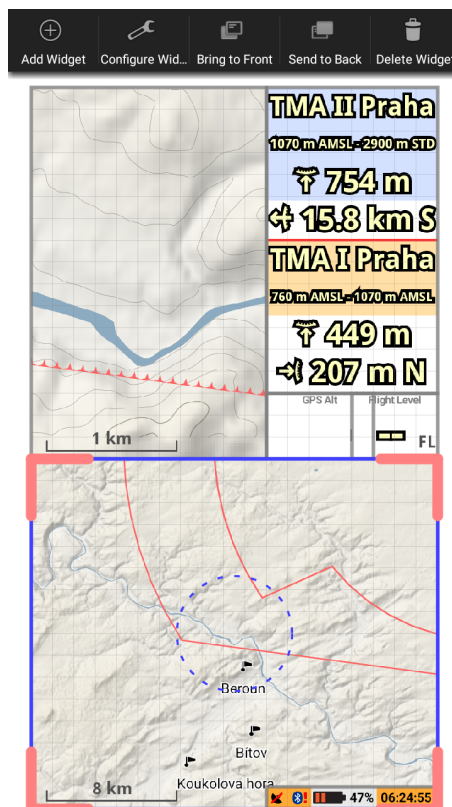 Add Widget
Configure Wid...
Bring to Front
Send to Back
Delete Widget
TMA II Praha
1070 m AMSL - 2900 m STD
754 m
15.8 km S
TMA I Praha
760 m AMSL - 1070 m AMSL
449 m
207 m N
GPS Alt
Flight Level
FL
1 km
Beroun
Bítov
Koukolova hora
8 km
47% 06:24:55